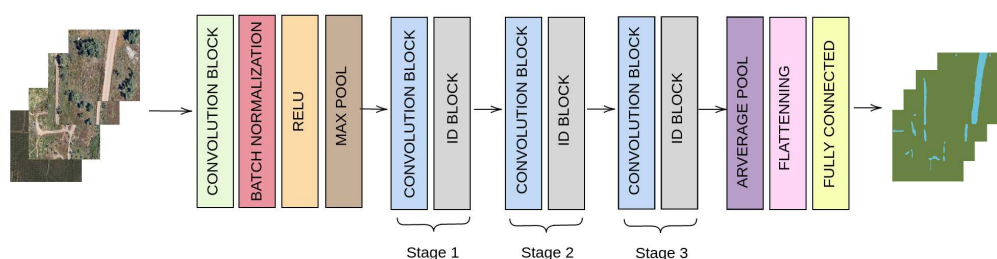 CONVOLUTION BLOCK
BATCH NORMALIZATION
RELU
MAX POOL
CONVOLUTION BLOCK
ID BLOCK
CONVOLUTION BLOCK
ID BLOCK
CONVOLUTION BLOCK
ID BLOCK
ARVERAGE POOL
FLATTENNING
FULLY CONNECTED
Stage 1
Stage 2
Stage 3